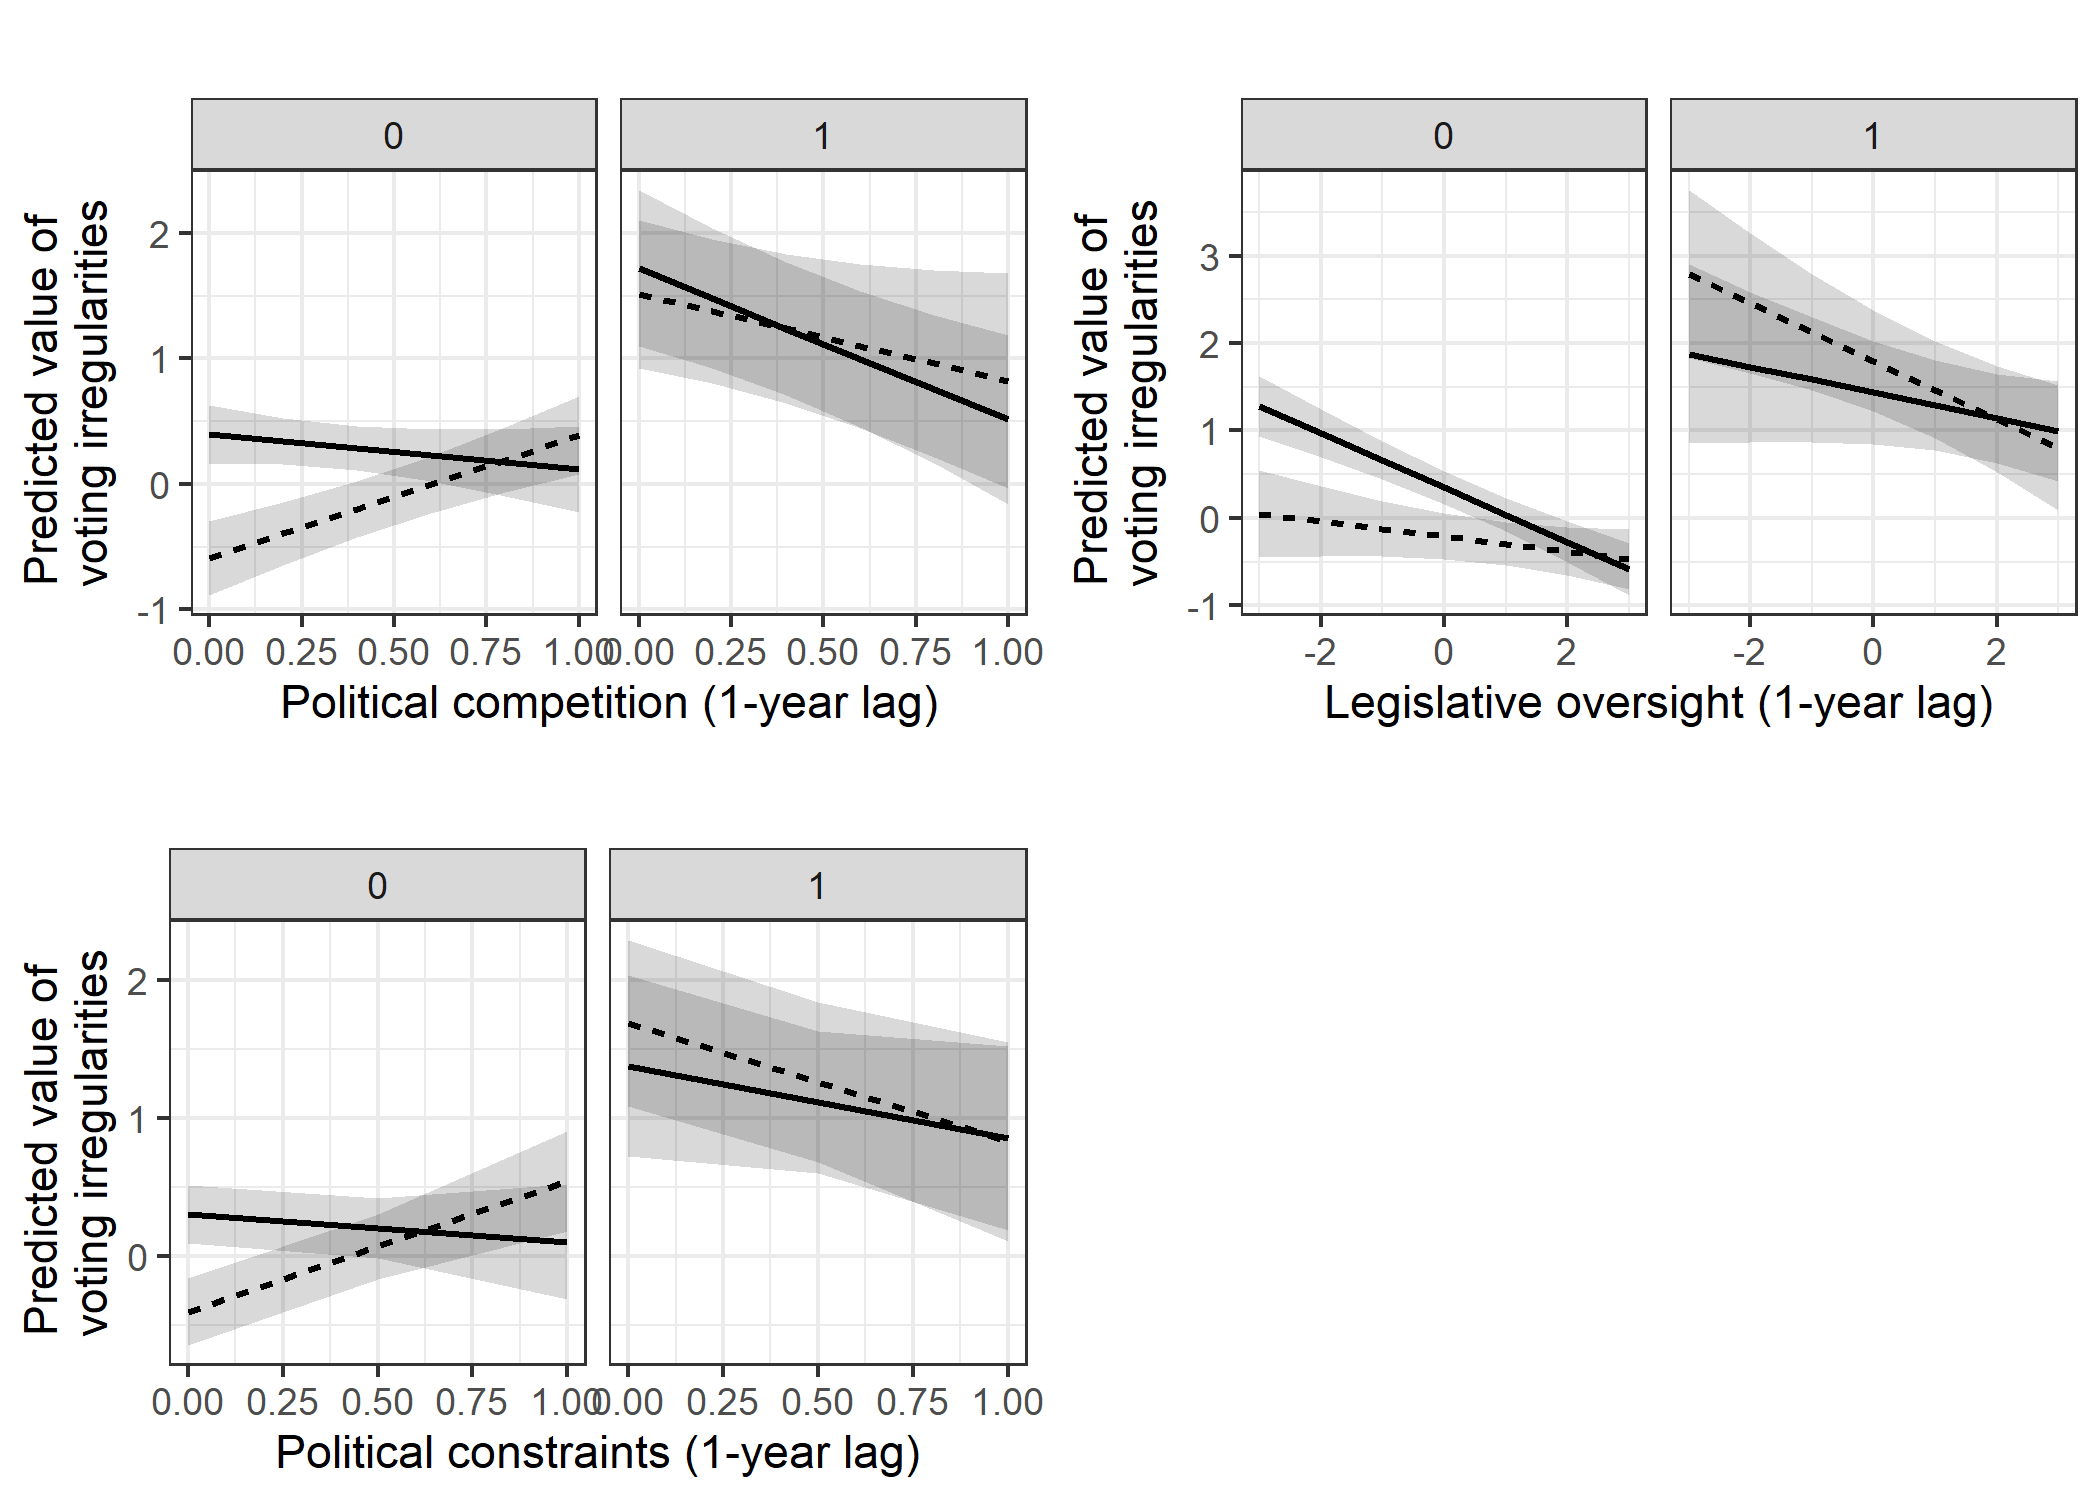 0
1
Predicted value of
voting irregularities
2
1
0
-1
0.00 0.25 0.50 0.75 1.00
0.00 0.25 0.50 0.75 1.00
Political competition (1-year lag)
0
1
Predicted value of
voting irregularities
3
2
1
0
-1
-2 0 2
-2 0 2
Legislative oversight (1-year lag)
0
1
Predicted value of
voting irregularities
2
1
0
0.00 0.25 0.50 0.75 1.00
0.00 0.25 0.50 0.75 1.00
Political constraints (1-year lag)